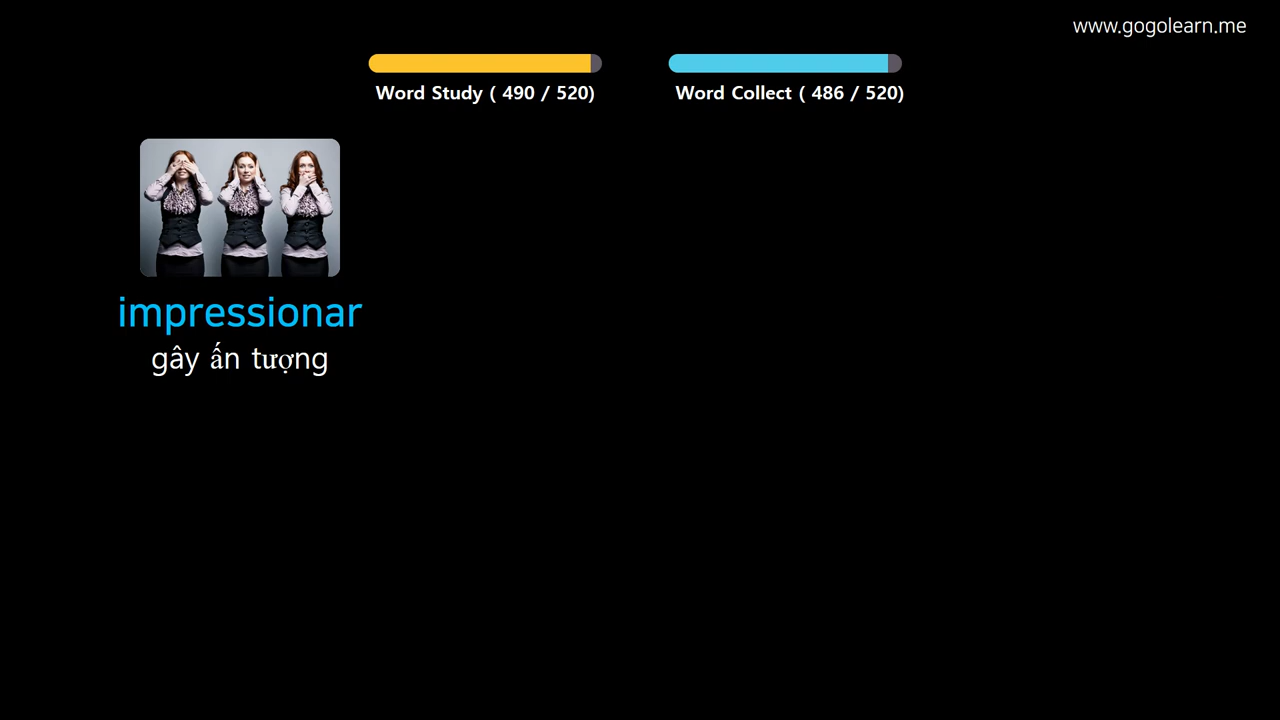 www.gogolearn.me
Word Study ( 490 / 520)
Word Collect ( 486 / 520)
impressionar
gây ấn tượng